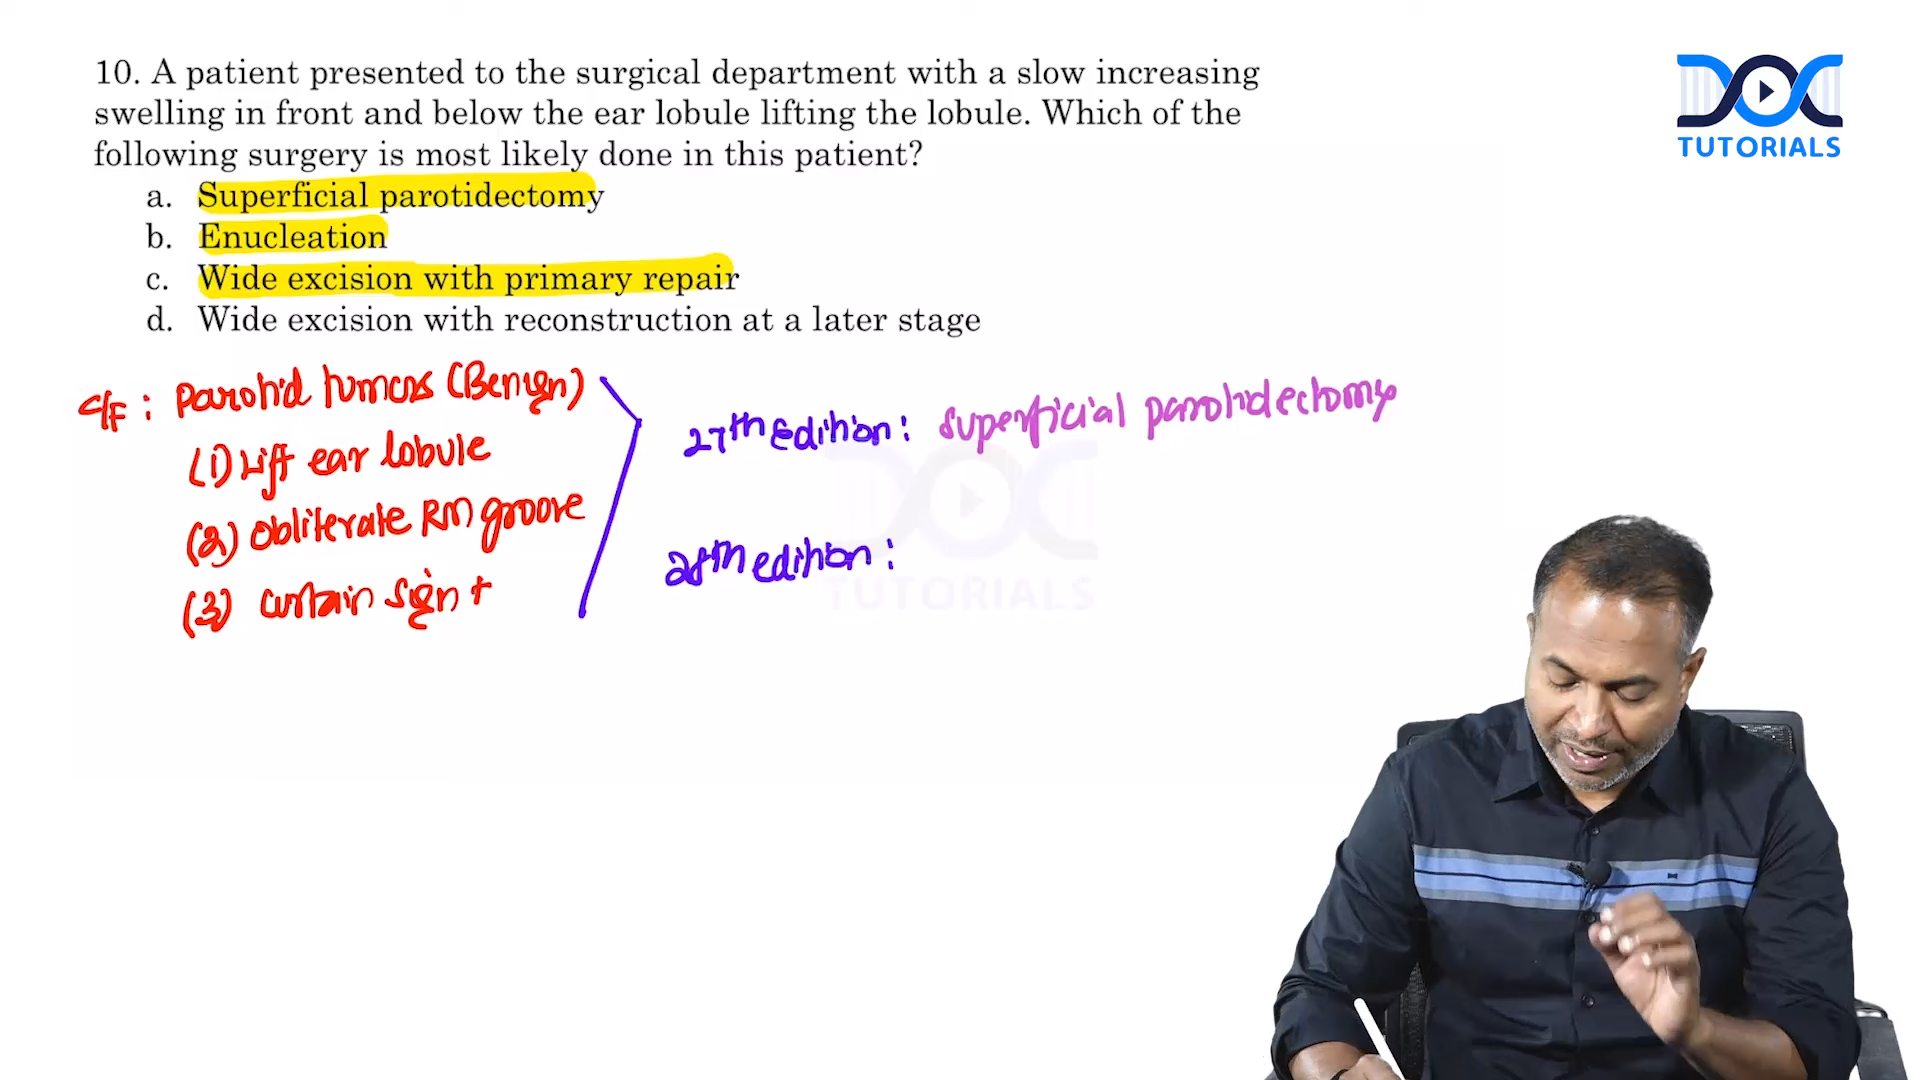 10. A patient presented to the surgical department with a slow increasing
swelling in front and below the ear lobule lifting the lobule. Which of the
following surgery is most likely done in this patient?
a. Superficial parotidectomy
b. Enucleation
c. Wide excision with primary repair
d. Wide excision with reconstruction at a later stage
DOC
TUTORIALS
C/F : Parotid tumors (Benign)
(1) Lift ear lobule
(2) obliterate RM groove
(3) curtain sign +
27th edition : superficial parotidectomy
28th edition :
DOC
TUTORIALS